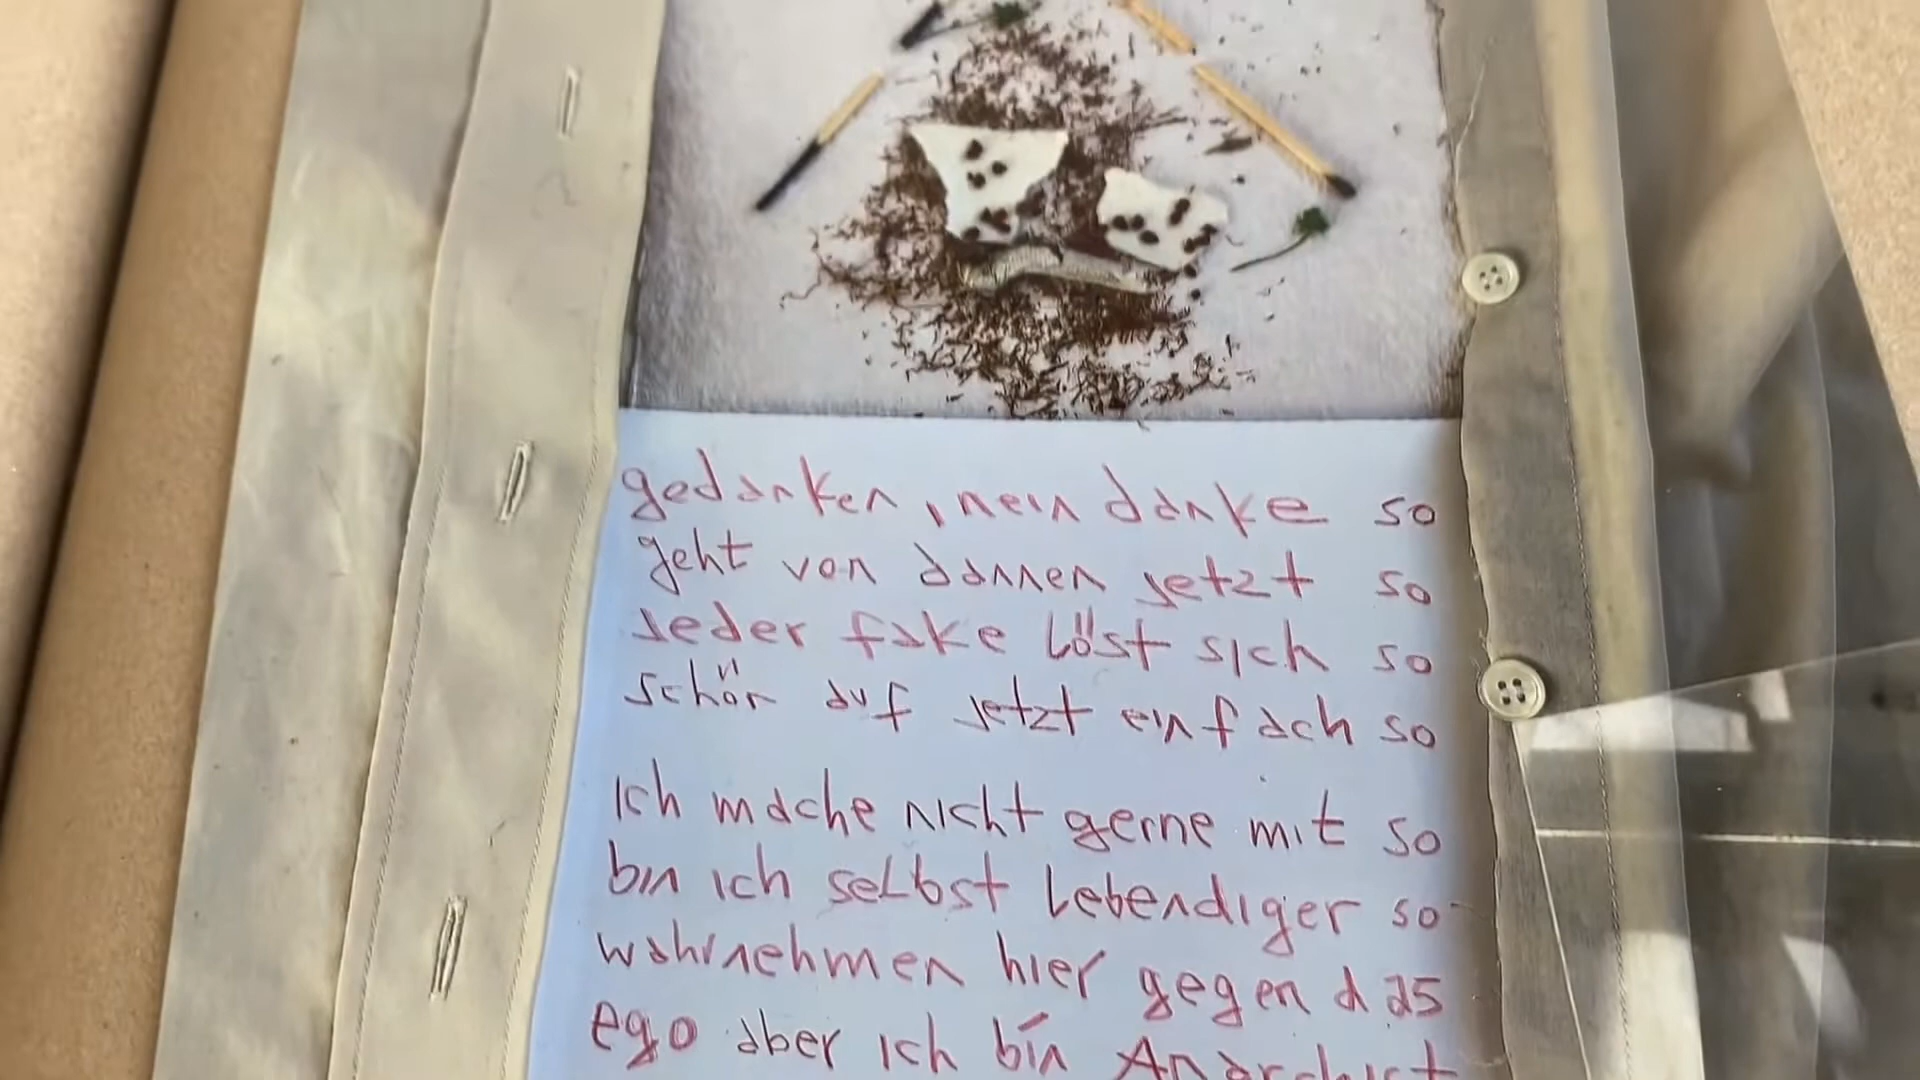 gedanken, nein danke so
geht von dannen jetzt so
jeder fake löst sich so
schön auf jetzt einfach so
ich mache nicht gerne mit so
bin ich selbst lebendiger so
wahrnehmen hier gegen das
ego aber ich bin Anarchist